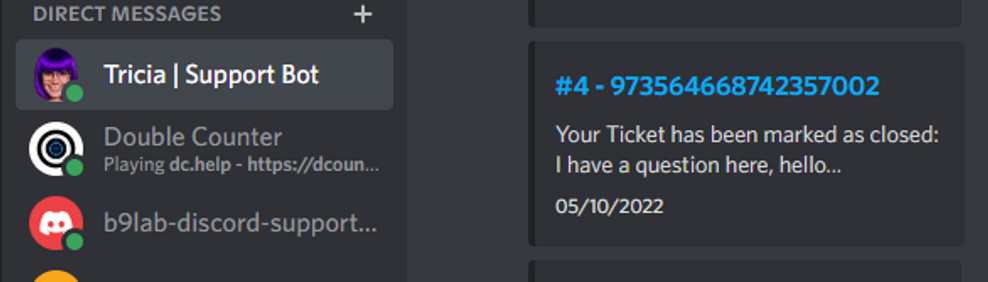 DIRECT MESSAGES +
Tricia | Support Bot
Double Counter
Playing dc.help - https://dcoun...
b9lab-discord-support...
#4 - 973564668742357002
Your Ticket has been marked as closed:
I have a question here, hello...
05/10/2022